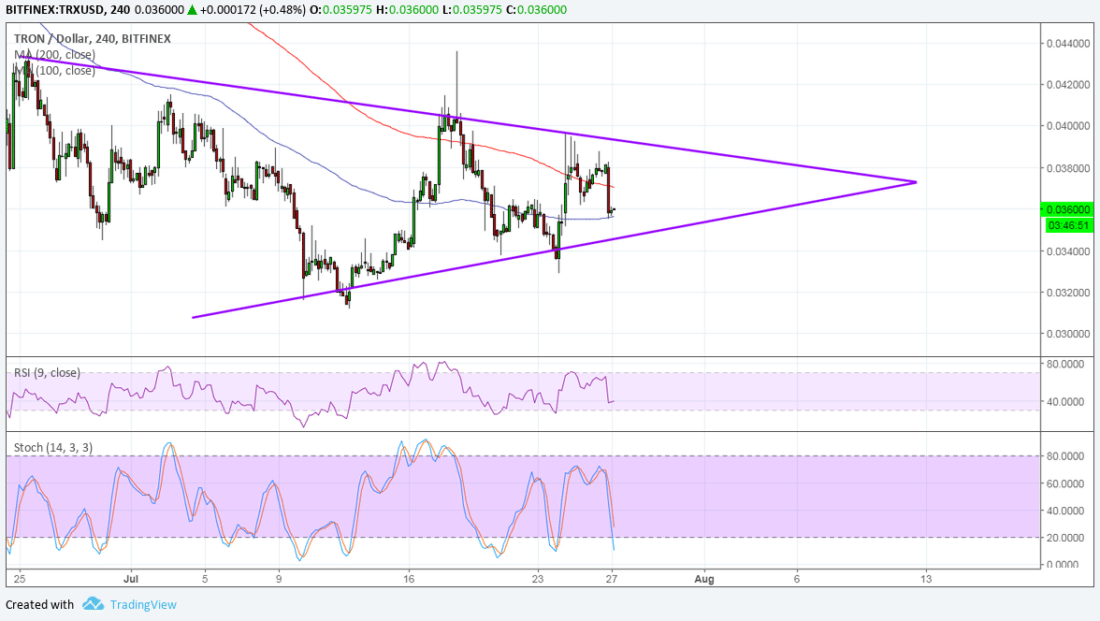 BITFINEX:TRXUSD, 240 0.036000 ▲ +0.000172 (+0.48%) O:0.035975 H:0.036000 L:0.035975 C:0.036000
TRON / Dollar, 240, BITFINEX
MA (200, close)
MA (100, close)
0.044000
0.042000
0.040000
0.038000
0.036000
03:46:51
0.034000
0.032000
0.030000
RSI (9, close)
80.0000
40.0000
Stoch (14, 3, 3)
80.0000
60.0000
40.0000
20.0000
0.0000
25 Jul 5 9 16 23 27 Aug 6 13
Created with TradingView